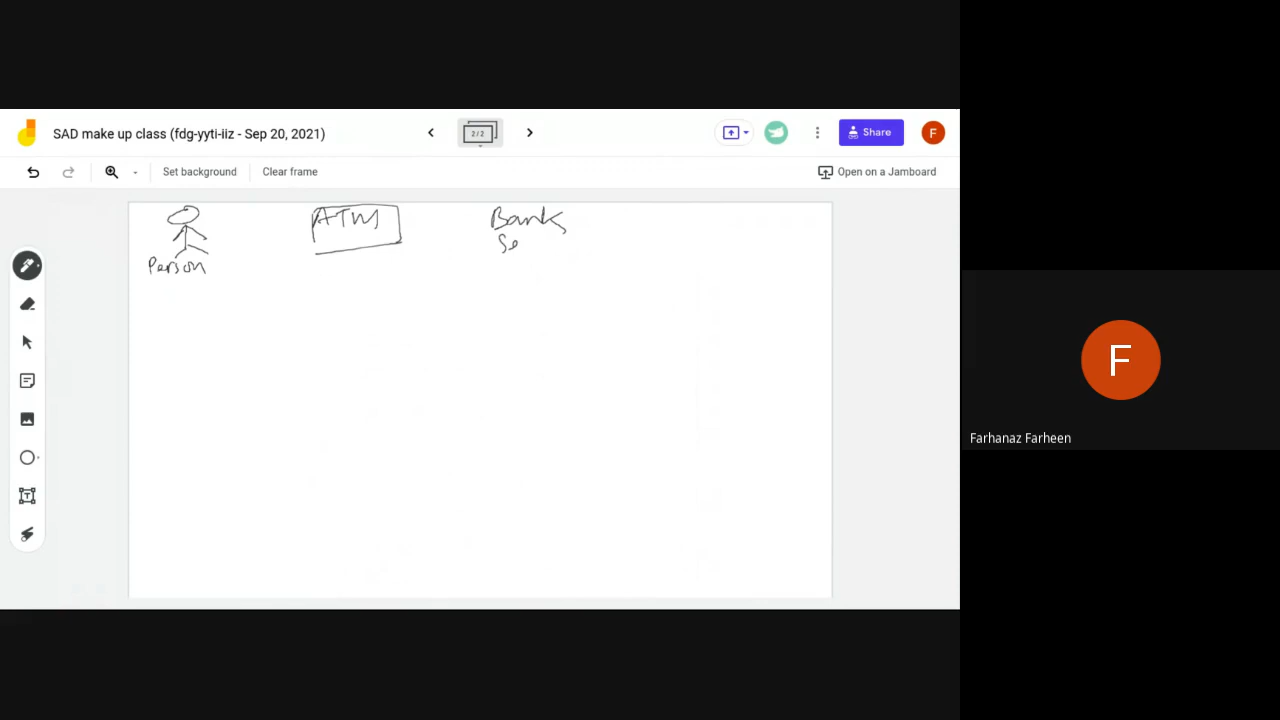 SAD make up class (fdg-yyti-iiz - Sep 20, 2021)
2/2
Share
F
Set background
Clear frame
Open on a Jamboard
ATM
Bank
Se
Person
T
F
Farhanaz Farheen